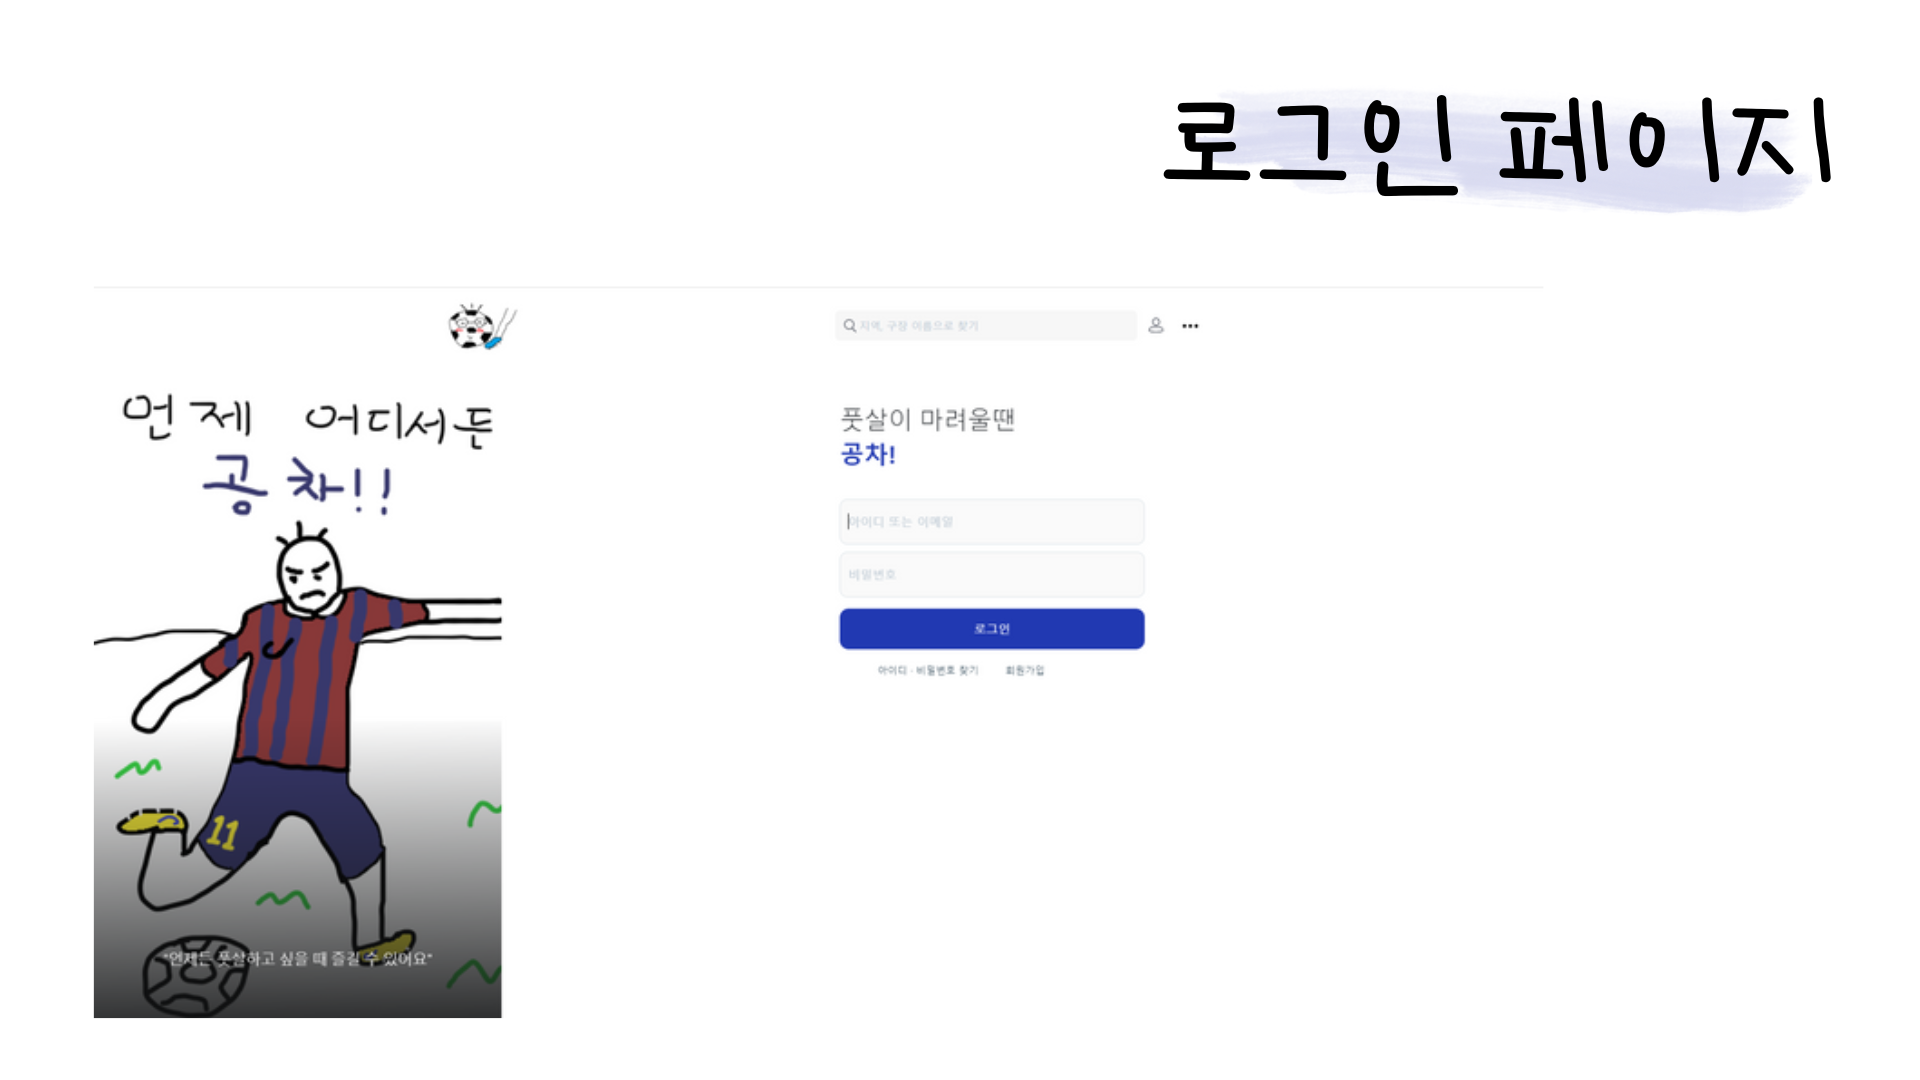 로그인 페이지
지역, 구장 이름으로 찾기
언제 어디서든
공차!!
풋살이 마려울땐
공차!
아이디 또는 이메일
비밀번호
로그인
아이디 · 비밀번호 찾기 회원가입
11
"언제든 풋살하고 싶을 때 즐길 수 있어요"